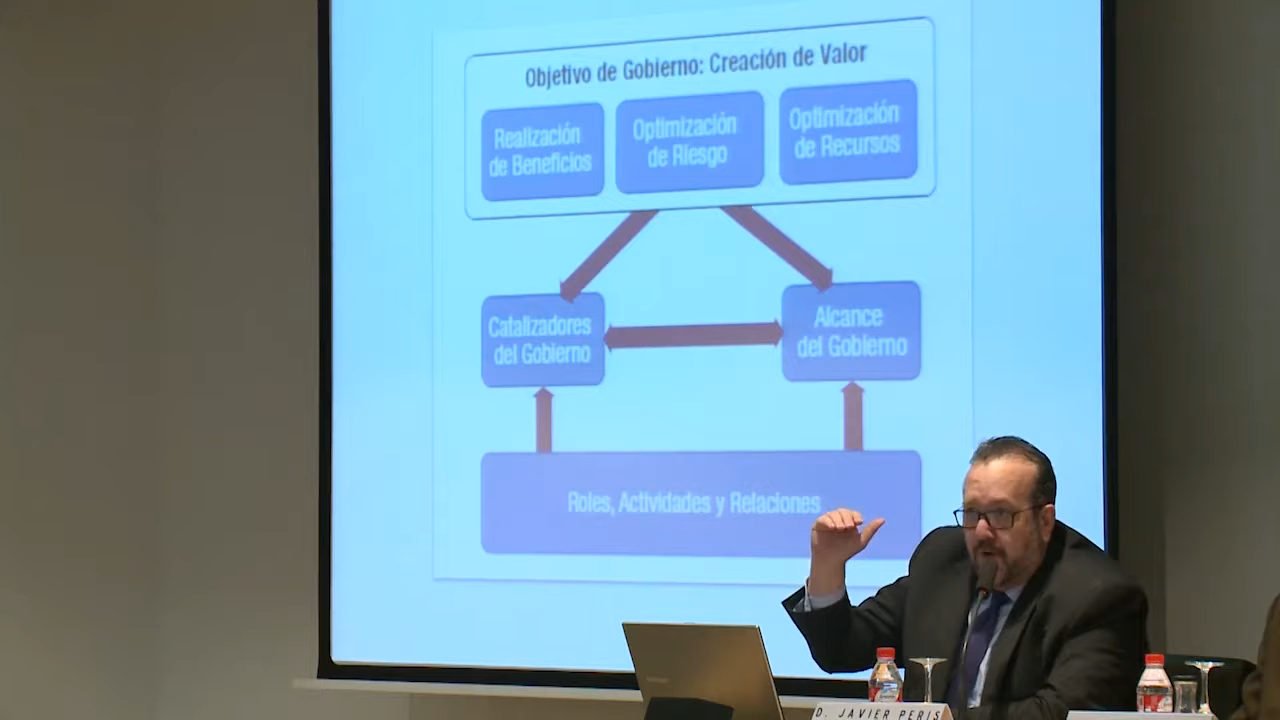 Objetivo de Gobierno: Creación de Valor
Realización
de Beneficios
Optimización
de Riesgo
Optimización
de Recursos
Catalizadores
del Gobierno
Alcance
del Gobierno
Roles, Actividades y Relaciones
D. JAVIER PERIS